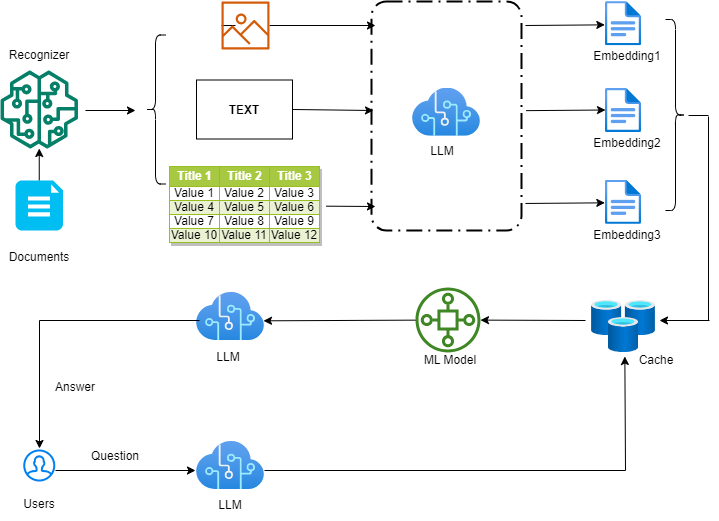 Recognizer
Embedding1
TEXT
LLM
Embedding2
Title 1 Title 2 Title 3
Value 1 Value 2 Value 3
Value 4 Value 5 Value 6
Value 7 Value 8 Value 9
Value 10 Value 11 Value 12
Embedding3
Documents
LLM
ML Model
Cache
Answer
Question
Users
LLM